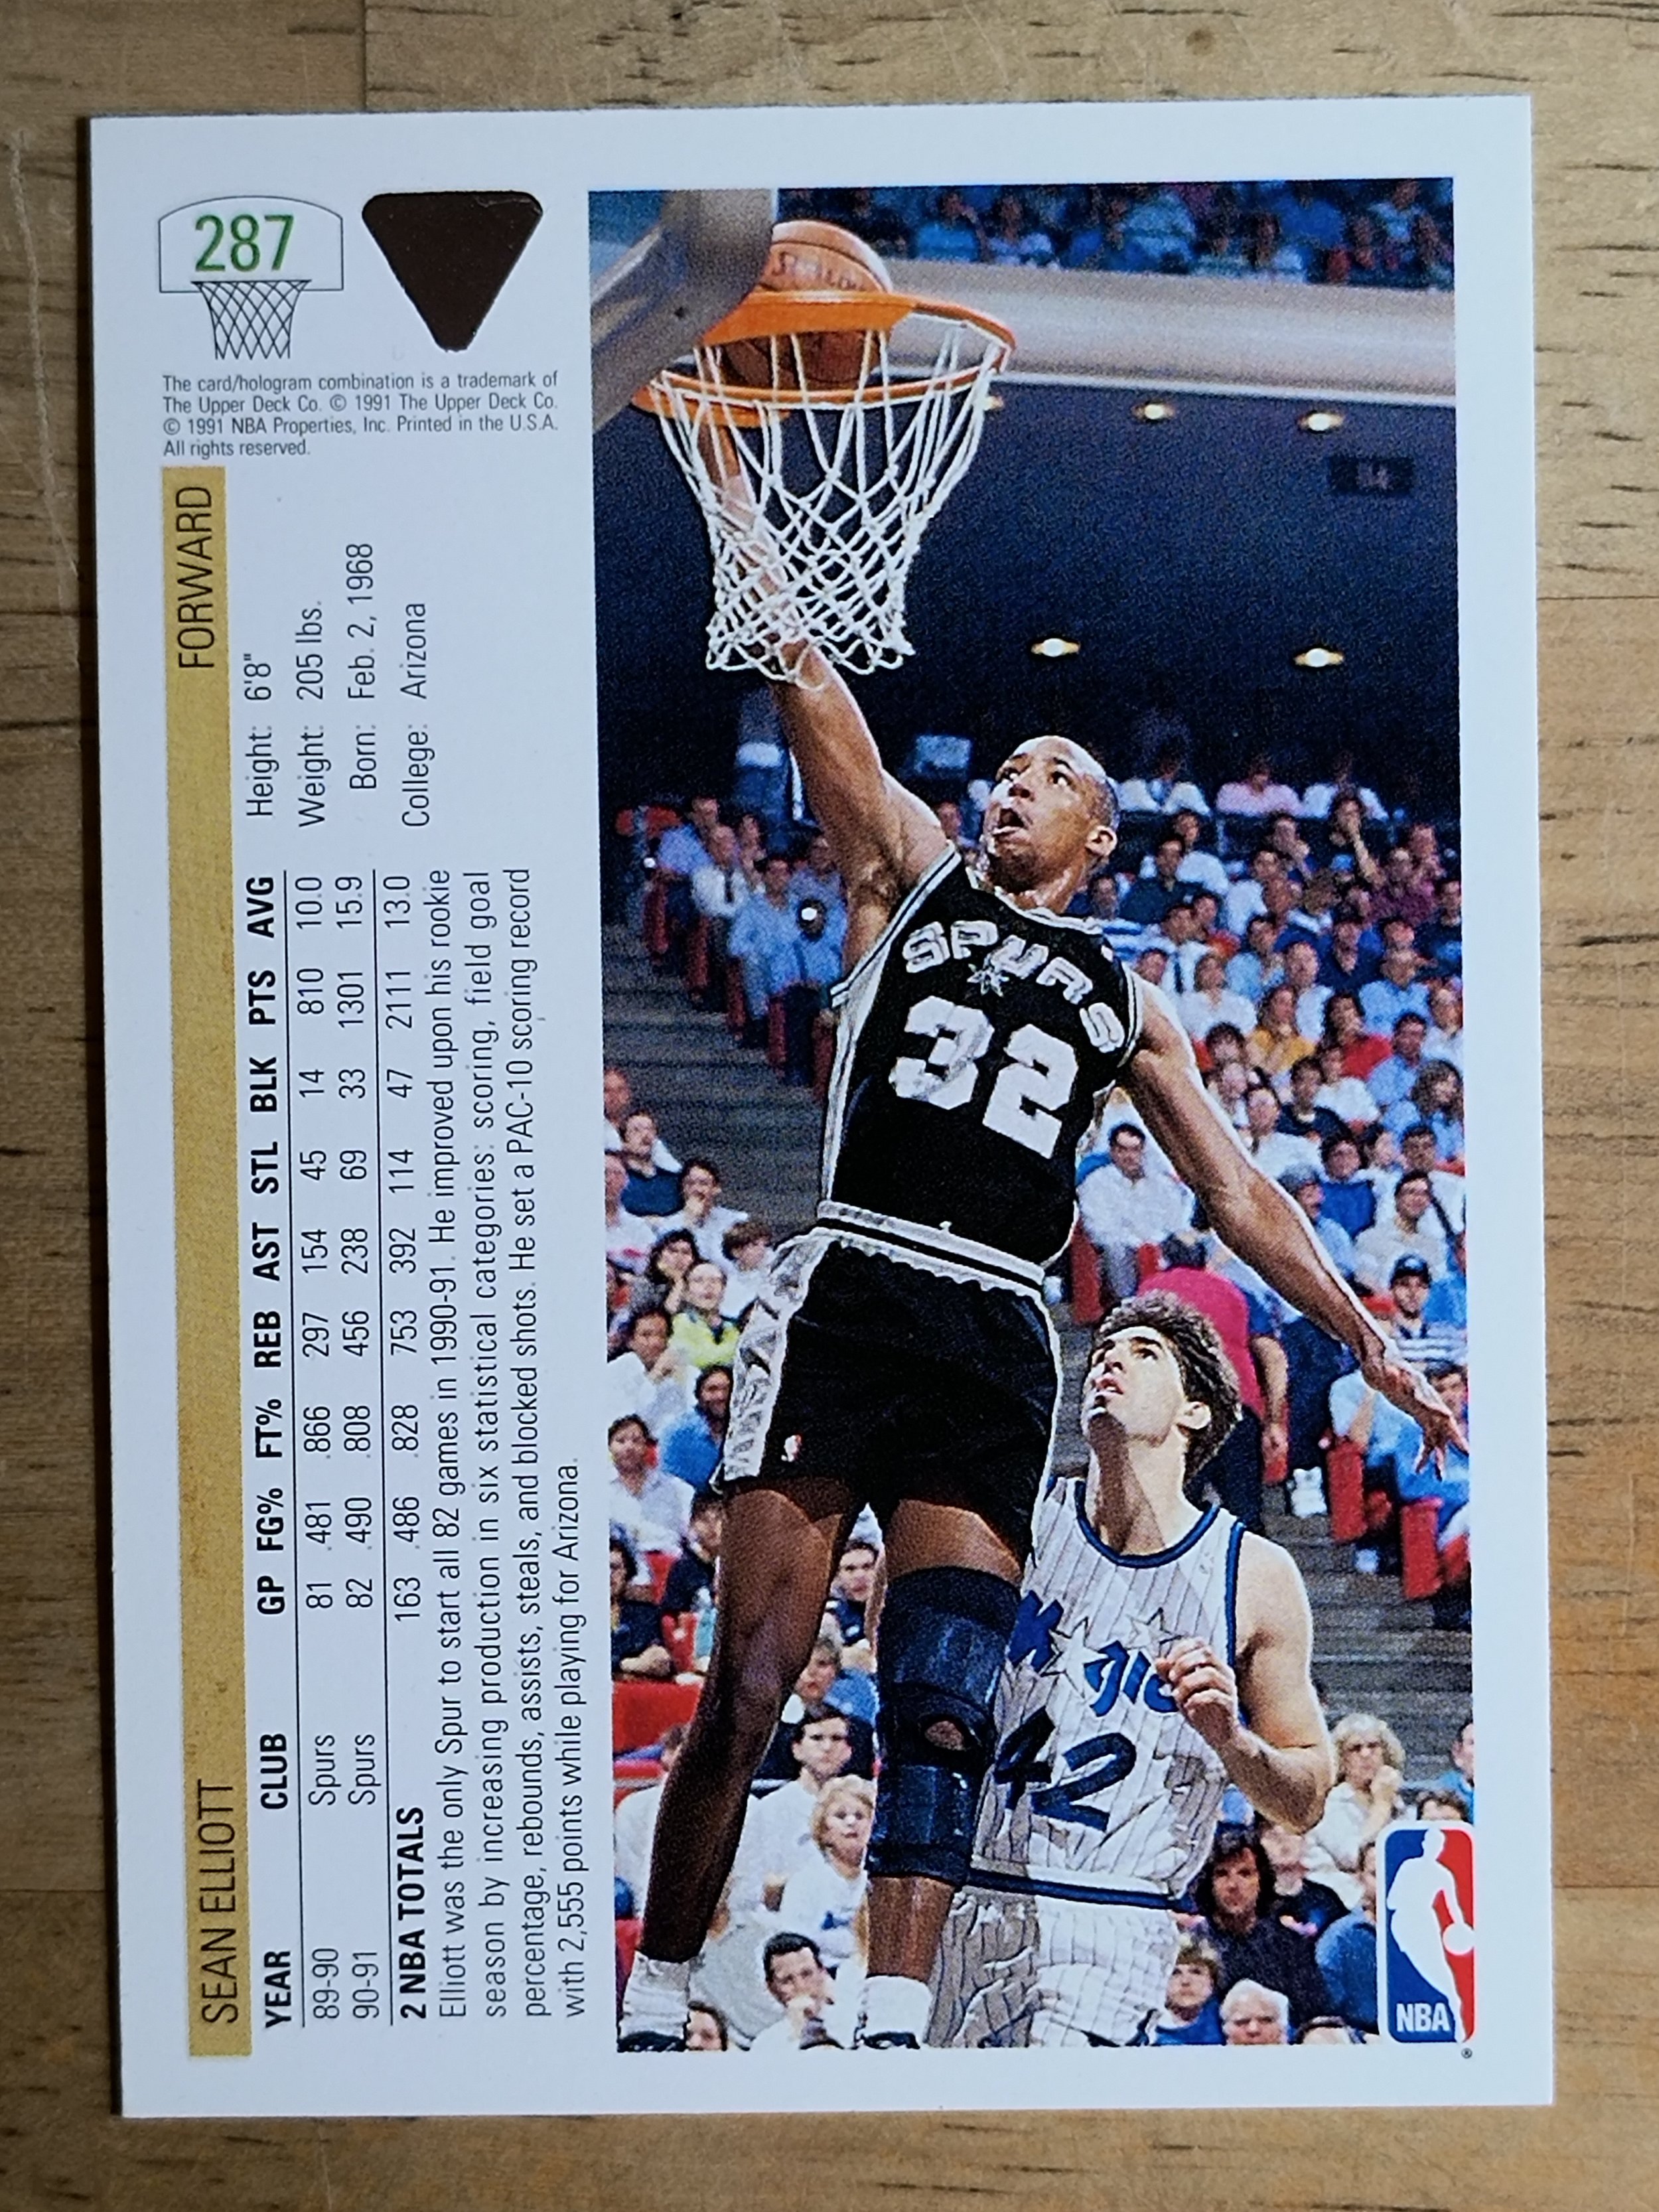 287
The card/hologram combination is a trademark of
The Upper Deck Co. © 1991 The Upper Deck Co.
© 1991 NBA Properties, Inc. Printed in the U.S.A.
All rights reserved.
SEAN ELLIOTT FORWARD
YEAR CLUB GP FG% FT% REB AST STL BLK PTS AVG
89-90 Spurs 81 .481 .866 297 154 45 14 810 10.0
90-91 Spurs 82 .490 .808 456 238 69 33 1301 15.9
2 NBA TOTALS 163 .486 .828 753 392 114 47 2111 13.0
Height: 6'8"
Weight: 205 lbs.
Born: Feb. 2, 1968
College: Arizona
Elliott was the only Spur to start all 82 games in 1990-91. He improved upon his rookie
season by increasing production in six statistical categories: scoring, field goal
percentage, rebounds, assists, steals, and blocked shots. He set a PAC-10 scoring record
with 2,555 points while playing for Arizona.
SPALDING
SPURS
32
Magic
42
NBA
®